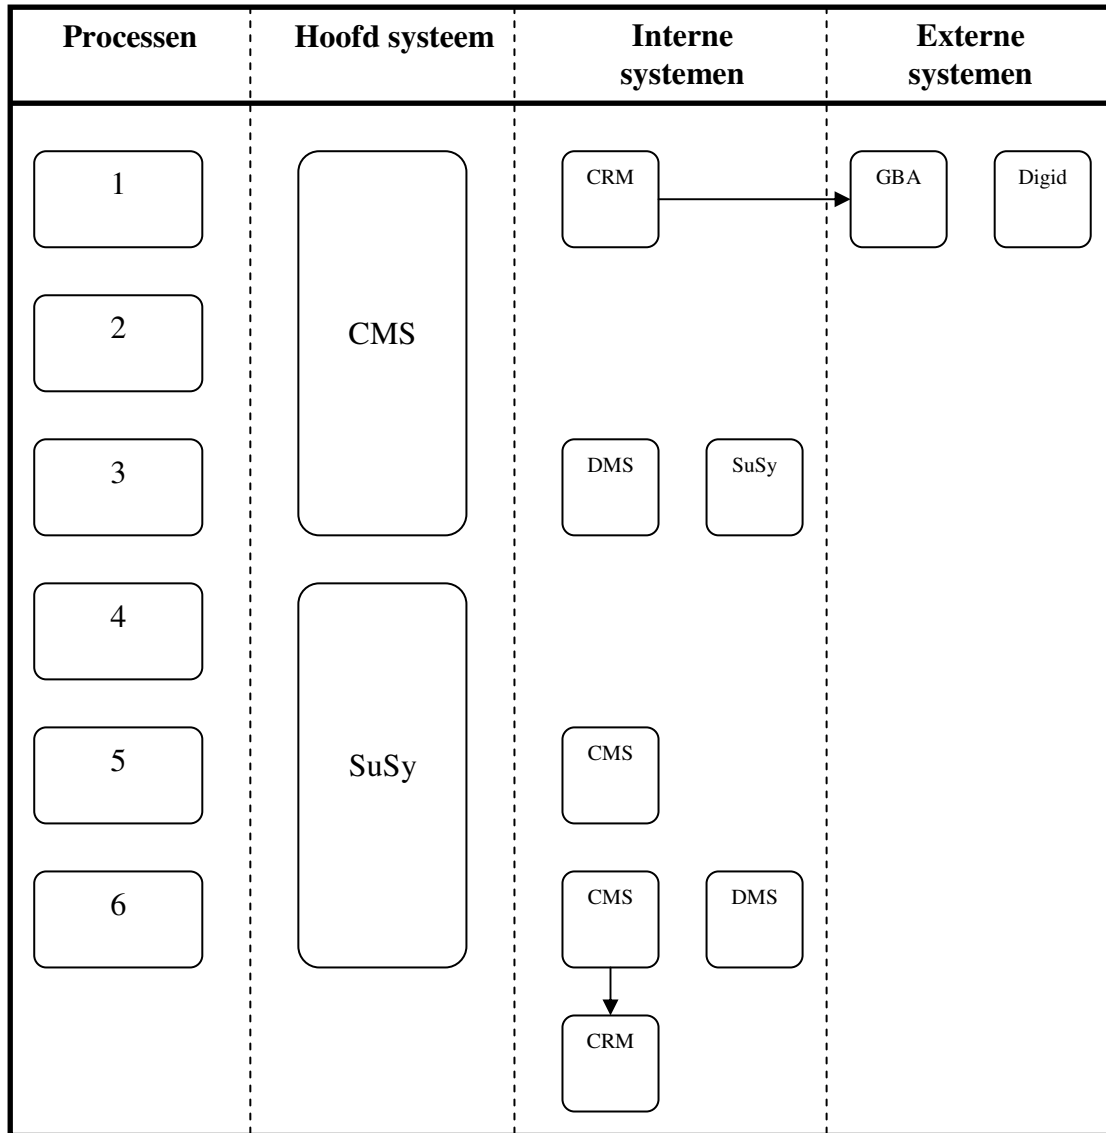 Processen
Hoofd systeem
Interne
systemen
Externe
systemen
1
CRM
GBA
Digid
2
CMS
3
DMS
SuSy
4
5
SuSy
CMS
6
CMS
DMS
CRM